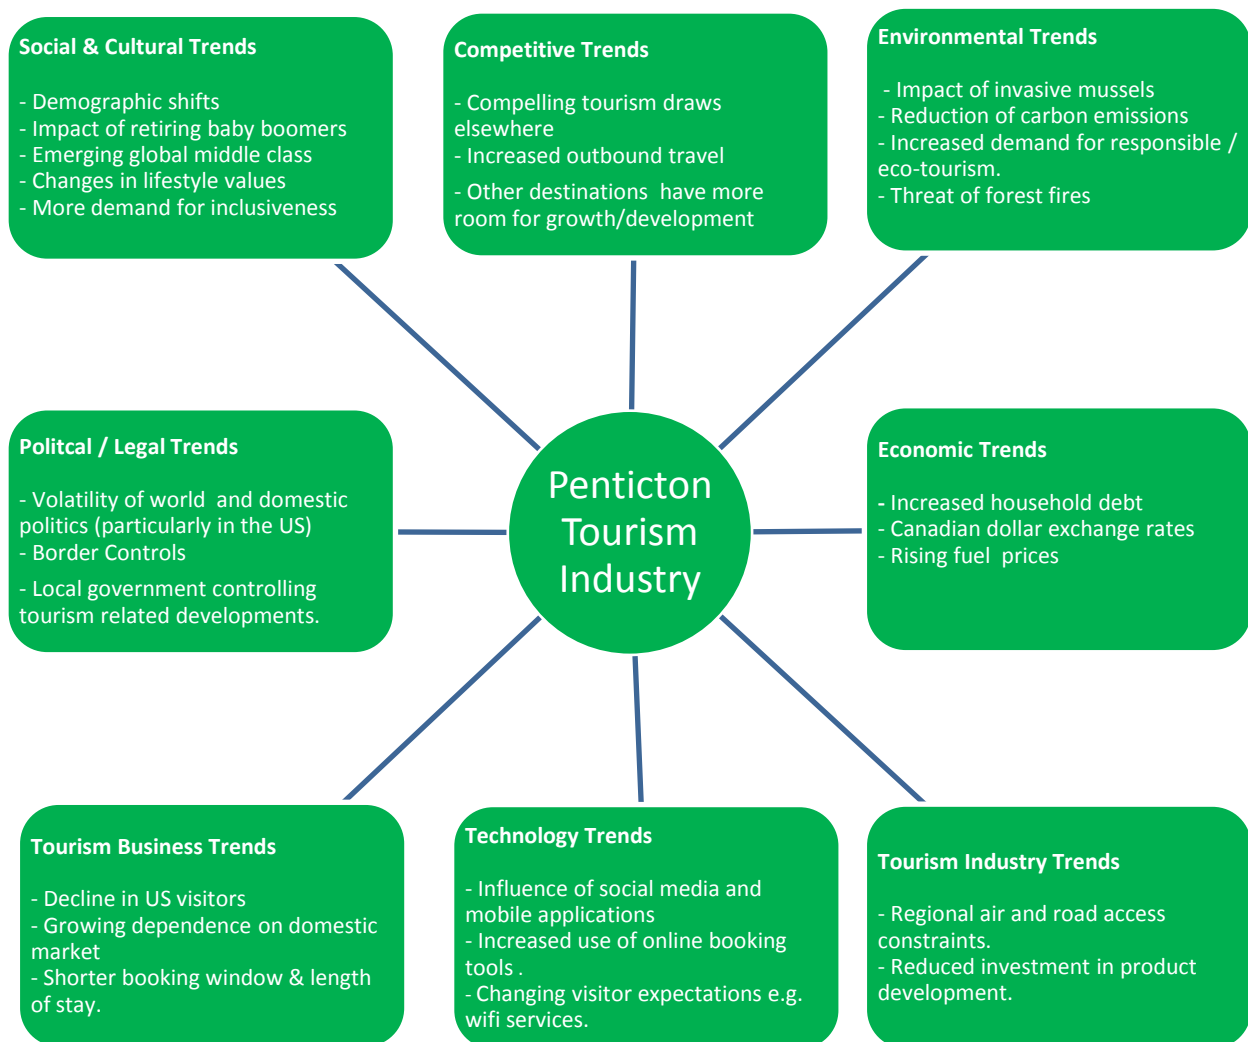 Social & Cultural Trends
- Demographic shifts
- Impact of retiring baby boomers
- Emerging global middle class
- Changes in lifestyle values
- More demand for inclusiveness
Competitive Trends
- Compelling tourism draws
elsewhere
- Increased outbound travel
- Other destinations have more
room for growth/development
Environmental Trends
- Impact of invasive mussels
- Reduction of carbon emissions
- Increased demand for responsible /
eco-tourism.
- Threat of forest fires
Politcal / Legal Trends
- Volatility of world and domestic
politics (particularly in the US)
- Border Controls
- Local government controlling
tourism related developments.
Penticton
Tourism
Industry
Economic Trends
- Increased household debt
- Canadian dollar exchange rates
- Rising fuel prices
Tourism Business Trends
- Decline in US visitors
- Growing dependence on domestic
market
- Shorter booking window & length
of stay.
Technology Trends
- Influence of social media and
mobile applications
- Increased use of online booking
tools .
- Changing visitor expectations e.g.
wifi services.
Tourism Industry Trends
- Regional air and road access
constraints.
- Reduced investment in product
development.